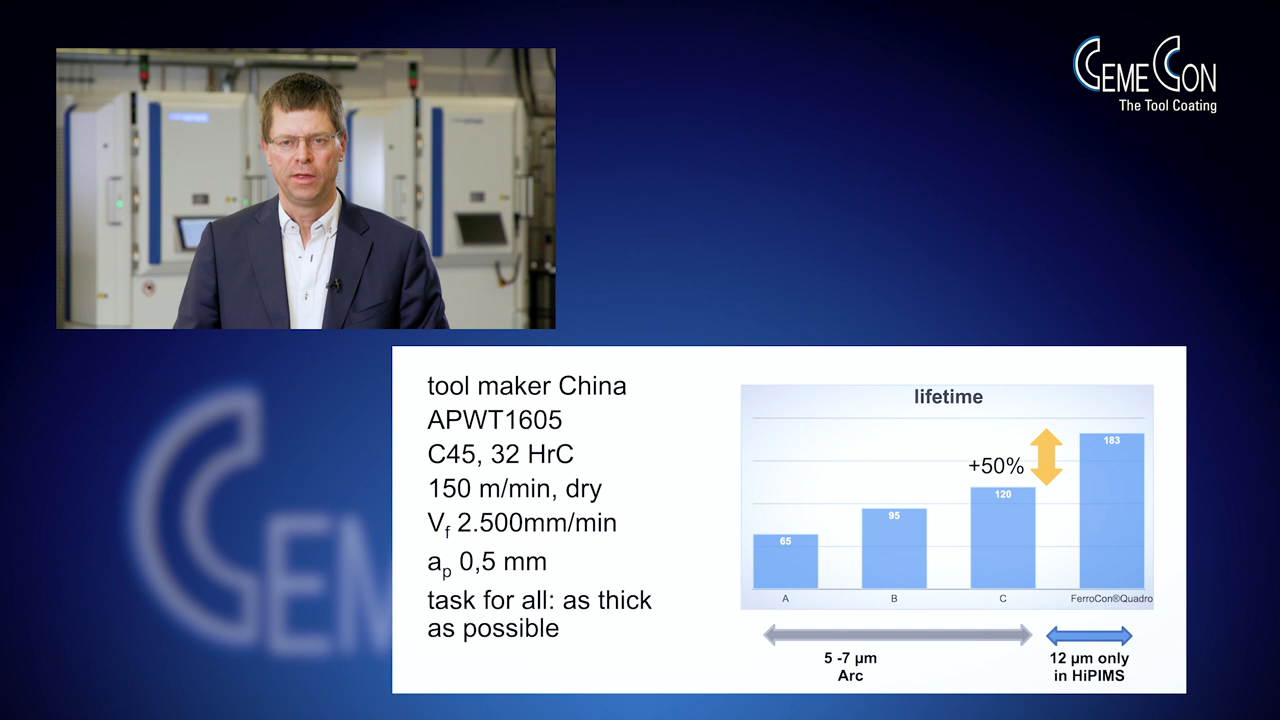 CemeCon
The Tool Coating
tool maker China
APWT1605
C45, 32 HrC
150 m/min, dry
Vf 2.500mm/min
ap 0,5 mm
task for all: as thick
as possible
lifetime
+50%
183
120
95
65
A
B
C
FerroCon®Quadro
5 -7 µm
Arc
12 µm only
in HiPIMS
CEM